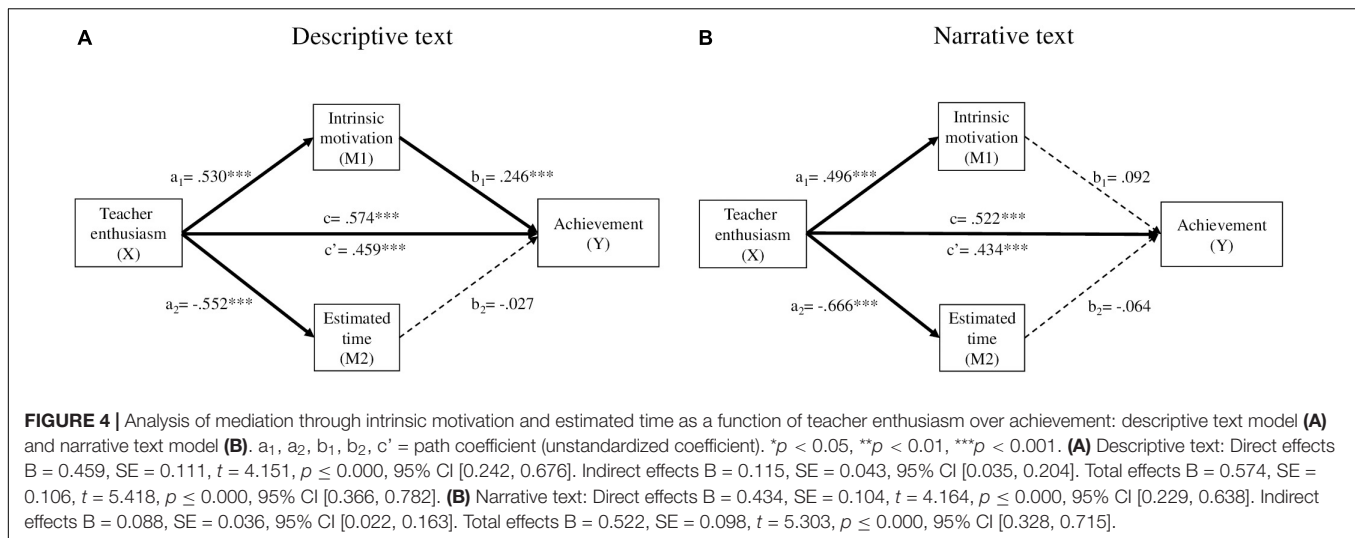 A
Descriptive text
Intrinsic
motivation
(M1)
a₁= .530***
b₁= .246***
Teacher
enthusiasm
(X)
c= .574***
c'= .459***
Achievement
(Y)
a₂= -.552***
b₂= -.027
Estimated
time
(M2)
B
Narrative text
Intrinsic
motivation
(M1)
a₁= .496***
b₁= .092
Teacher
enthusiasm
(X)
c= .522***
c'= .434***
Achievement
(Y)
a₂= -.666***
b₂= -.064
Estimated
time
(M2)
FIGURE 4 | Analysis of mediation through intrinsic motivation and estimated time as a function of teacher enthusiasm over achievement: descriptive text model (A)
and narrative text model (B). a₁, a₂, b₁, b₂, c' = path coefficient (unstandardized coefficient). *p < 0.05, **p < 0.01, ***p < 0.001. (A) Descriptive text: Direct effects
B = 0.459, SE = 0.111, t = 4.151, p ≤ 0.000, 95% CI [0.242, 0.676]. Indirect effects B = 0.115, SE = 0.043, 95% CI [0.035, 0.204]. Total effects B = 0.574, SE =
0.106, t = 5.418, p ≤ 0.000, 95% CI [0.366, 0.782]. (B) Narrative text: Direct effects B = 0.434, SE = 0.104, t = 4.164, p ≤ 0.000, 95% CI [0.229, 0.638]. Indirect
effects B = 0.088, SE = 0.036, 95% CI [0.022, 0.163]. Total effects B = 0.522, SE = 0.098, t = 5.303, p ≤ 0.000, 95% CI [0.328, 0.715].